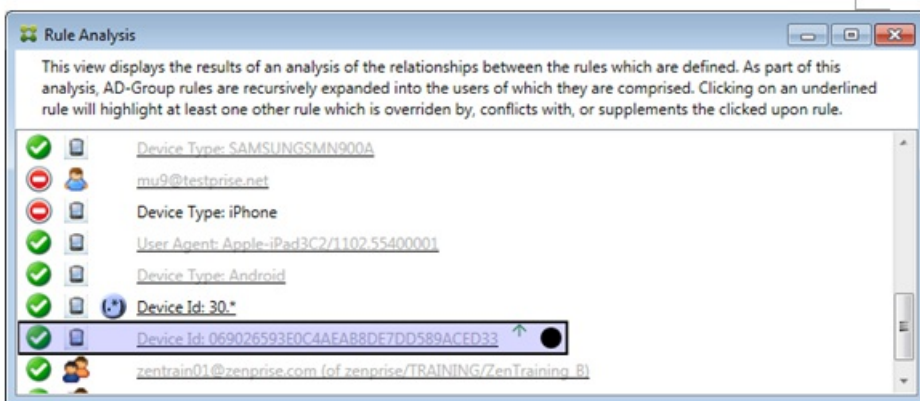 Rule Analysis
This view displays the results of an analysis of the relationships between the rules which are defined. As part of this
analysis, AD-Group rules are recursively expanded into the users of which they are comprised. Clicking on an underlined
rule will highlight at least one other rule which is overriden by, conflicts with, or supplements the clicked upon rule.
Device Type: SAMSUNGSMN900A
mu9@testprise.net
Device Type: iPhone
User Agent: Apple-iPad3C2/1102.55400001
Device Type: Android
(.*) Device Id: 30.*
Device Id: 069026593E0C4AEAB8DE7DD589ACED33
zentrain01@zenprise.com (of zenprise/TRAINING/ZenTraining B)